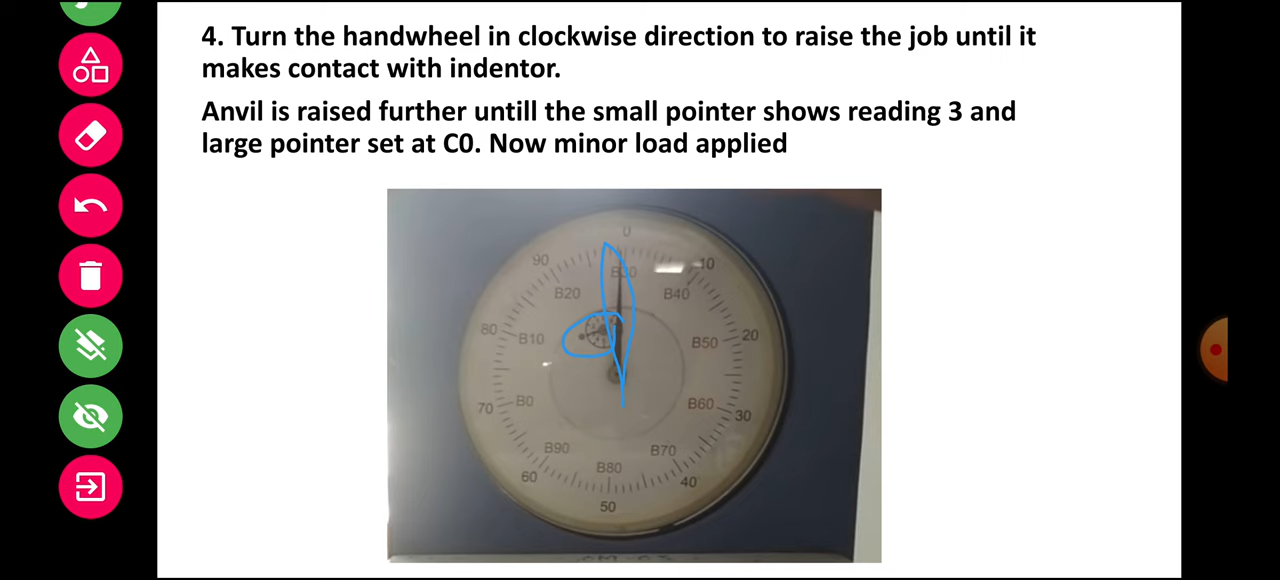 4. Turn the handwheel in clockwise direction to raise the job until it
makes contact with indentor.
Anvil is raised further untill the small pointer shows reading 3 and
large pointer set at C0. Now minor load applied
0
90
10
B30
B20
B40
80
B10
B50
20
70
B0
B60
30
B90
B70
60
B80
40
50